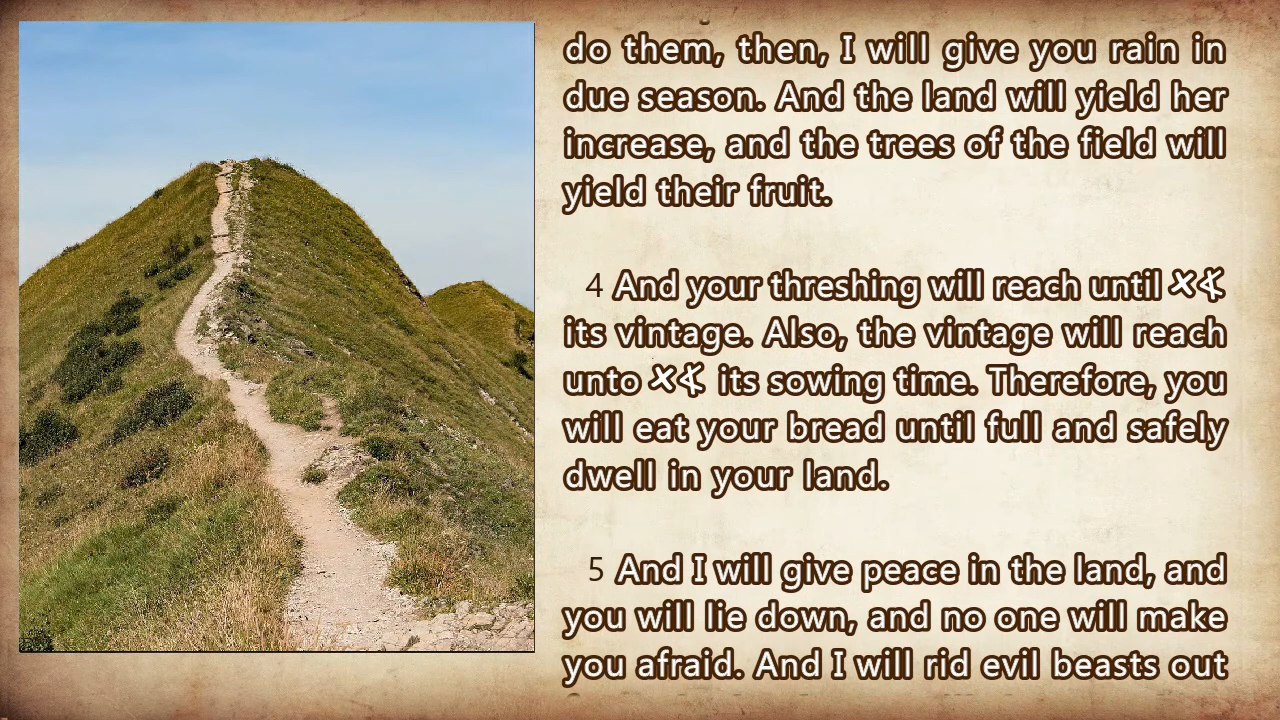 do them, then, I will give you rain in
due season. And the land will yield her
increase, and the trees of the field will
yield their fruit.
4 And your threshing will reach until 𐤕𐤀
its vintage. Also, the vintage will reach
unto 𐤕𐤀 its sowing time. Therefore, you
will eat your bread until full and safely
dwell in your land.
5 And I will give peace in the land, and
you will lie down, and no one will make
you afraid. And I will rid evil beasts out